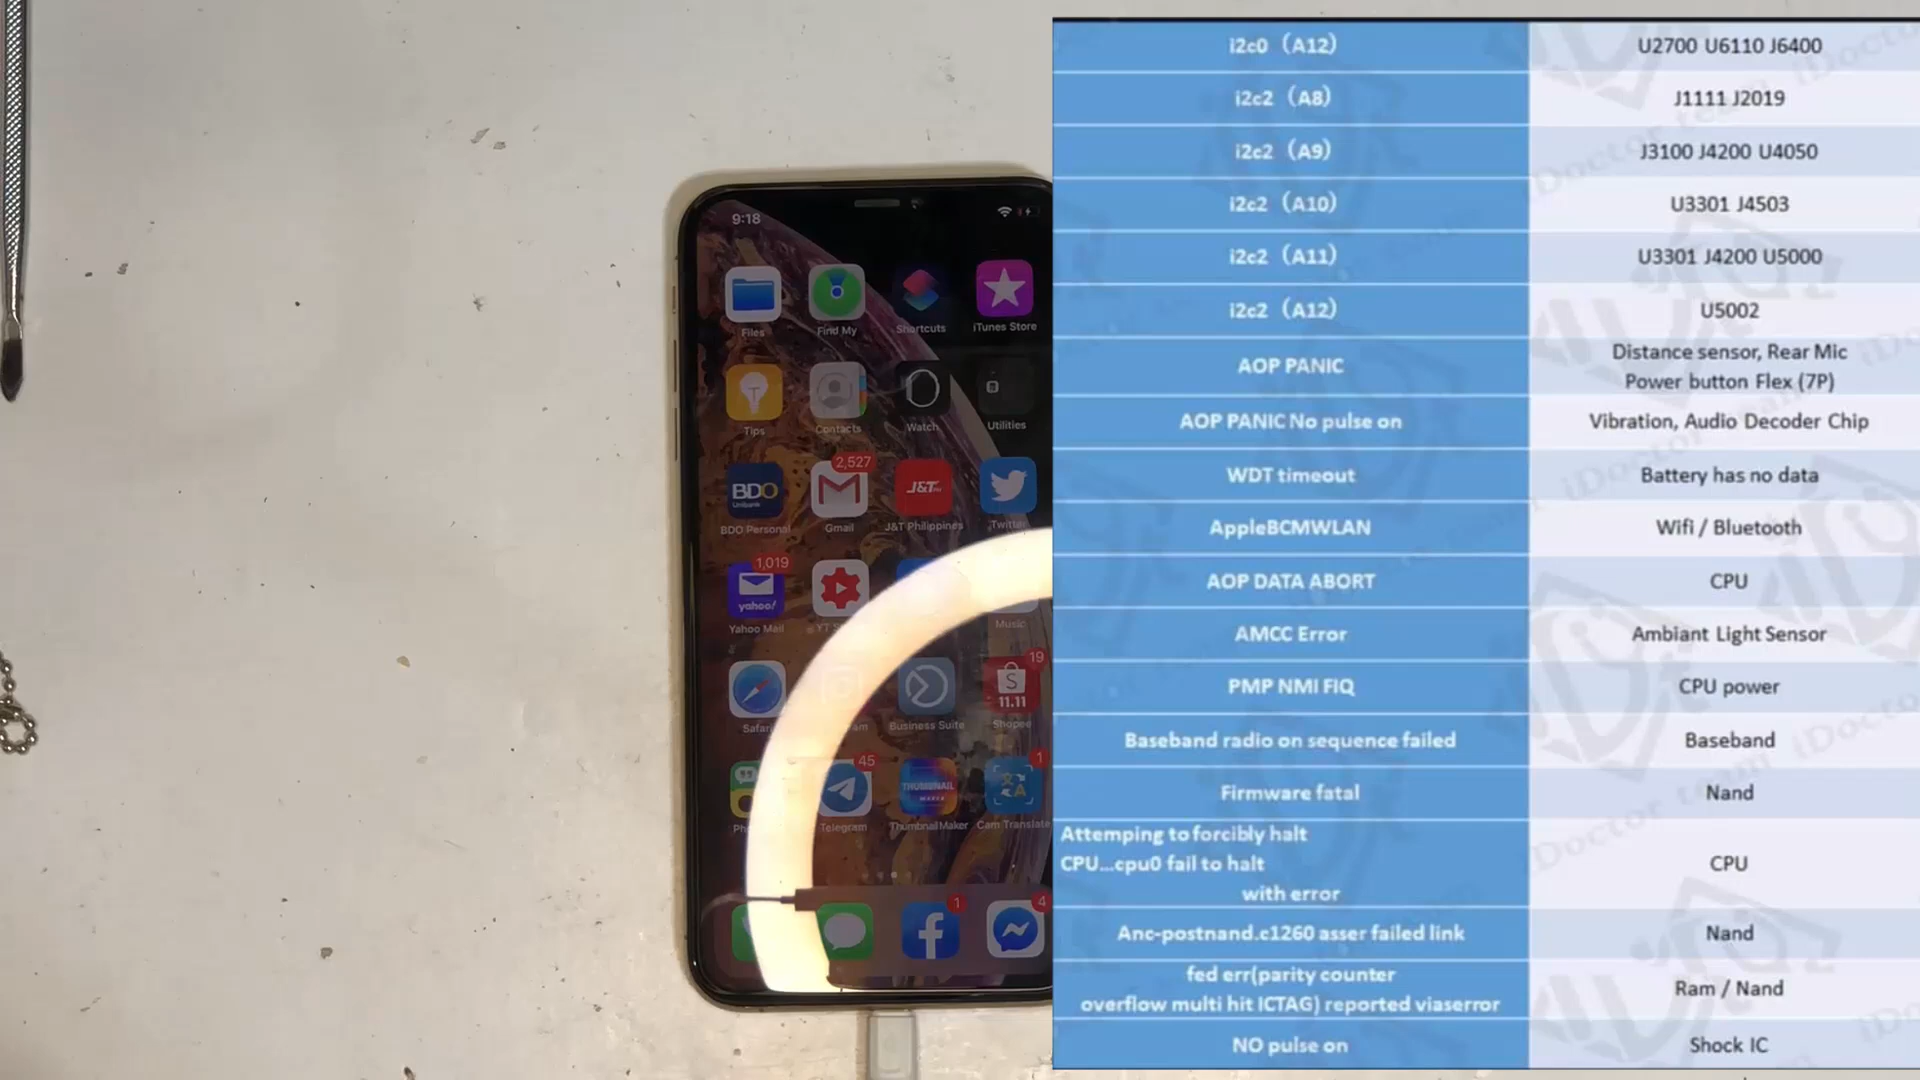 9:18
Files
Find My
Shortcuts
iTunes Store
Tips
Contacts
Watch
Utilities
2,527
BDO
Unibank
J&T
BDO Personal
Gmail
J&T Philippines
Twitter
1,019
yahoo!
Yahoo Mail
Music
19
S
11.11
Safari
Business Suite
Shopee
45
1
THUMBNAIL
MAKER
A
Telegram
Thumbnail Maker
Cam Translate
1
4
i2c0（A12） U2700 U6110 J6400
i2c2（A8） J1111 J2019
i2c2（A9） J3100 J4200 U4050
i2c2（A10） U3301 J4503
i2c2（A11） U3301 J4200 U5000
i2c2（A12） U5002
AOP PANIC Distance sensor, Rear Mic
Power button Flex (7P)
AOP PANIC No pulse on Vibration, Audio Decoder Chip
WDT timeout Battery has no data
AppleBCMWLAN Wifi / Bluetooth
AOP DATA ABORT CPU
AMCC Error Ambiant Light Sensor
PMP NMI FIQ CPU power
Baseband radio on sequence failed Baseband
Firmware fatal Nand
Attemping to forcibly halt
CPU...cpu0 fail to halt CPU
with error
Anc-postnand.c1260 asser failed link Nand
fed err(parity counter
overflow multi hit ICTAG) reported viaserror Ram / Nand
NO pulse on Shock IC
iDoctor team